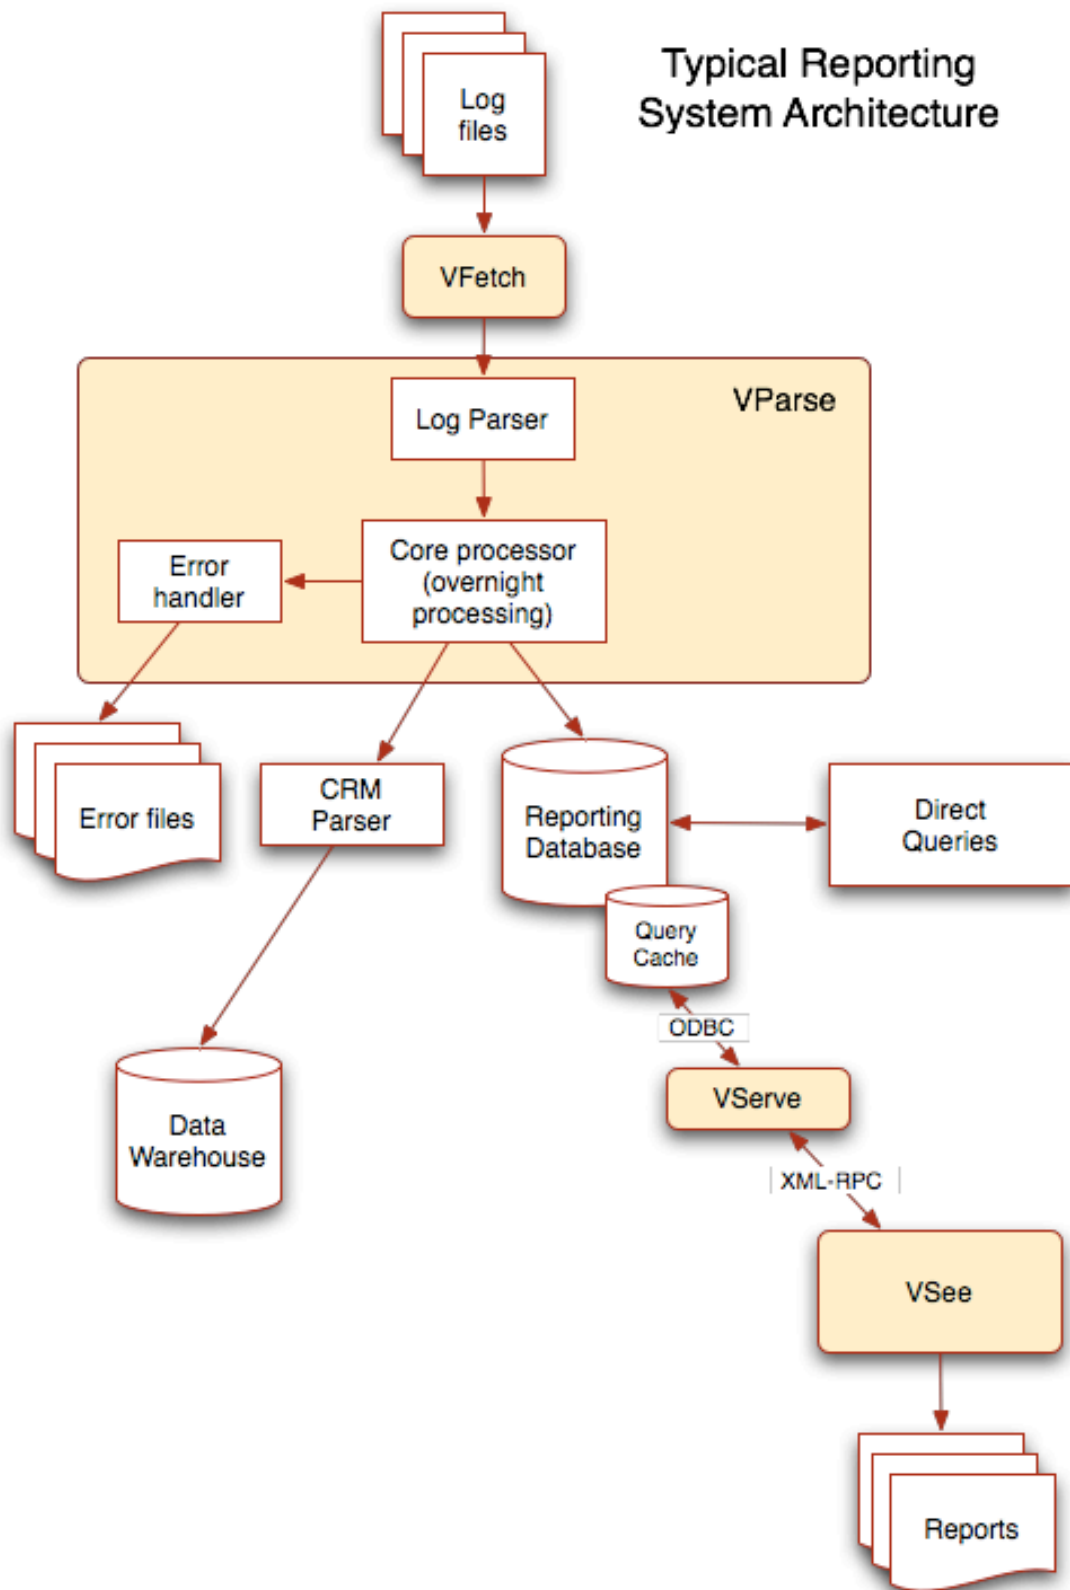 Typical Reporting
System Architecture
Log
files
VFetch
VParse
Log Parser
Core processor
(overnight
processing)
Error
handler
Error files
CRM
Parser
Reporting
Database
Direct
Queries
Query
Cache
ODBC
VServe
Data
Warehouse
XML-RPC
VSee
Reports